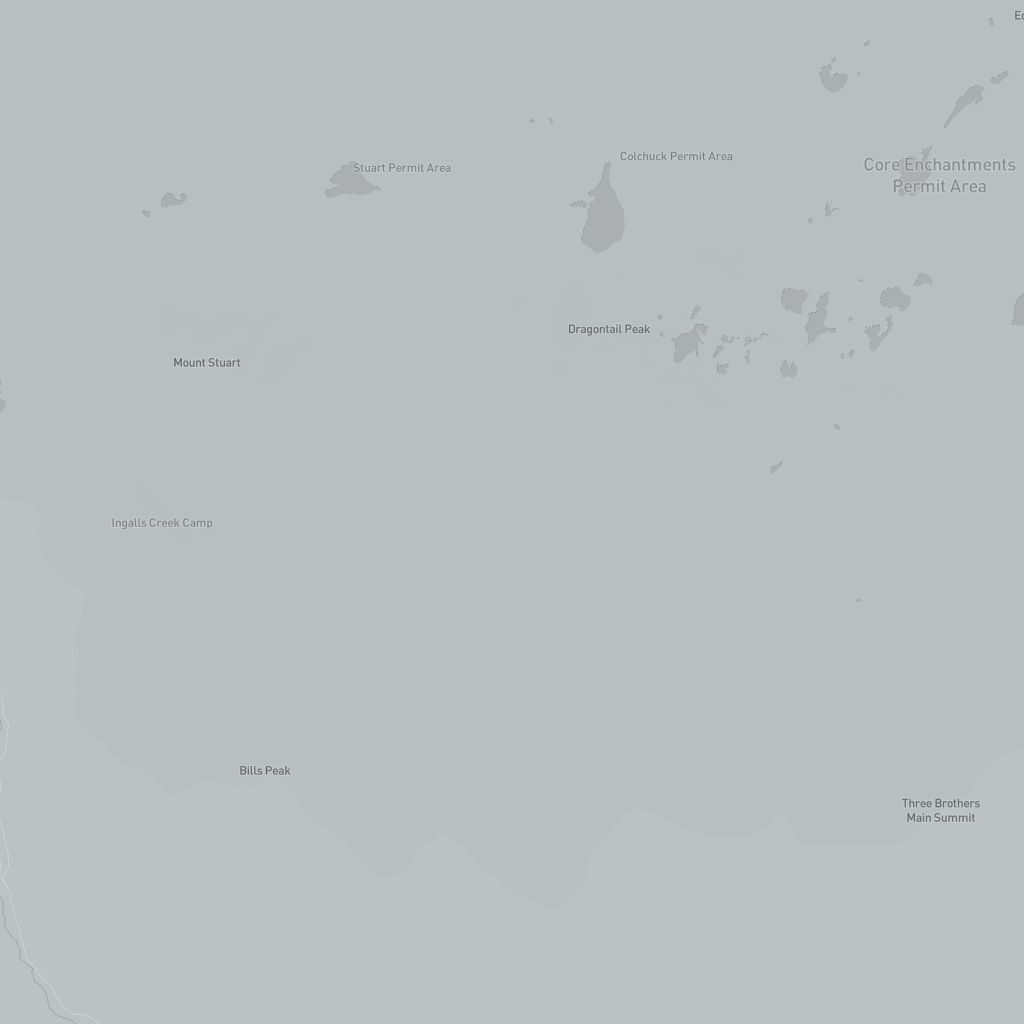 Colchuck Permit Area
Stuart Permit Area
Core Enchantments
Permit Area
Dragontail Peak
Mount Stuart
Ingalls Creek Camp
Bills Peak
Three Brothers
Main Summit